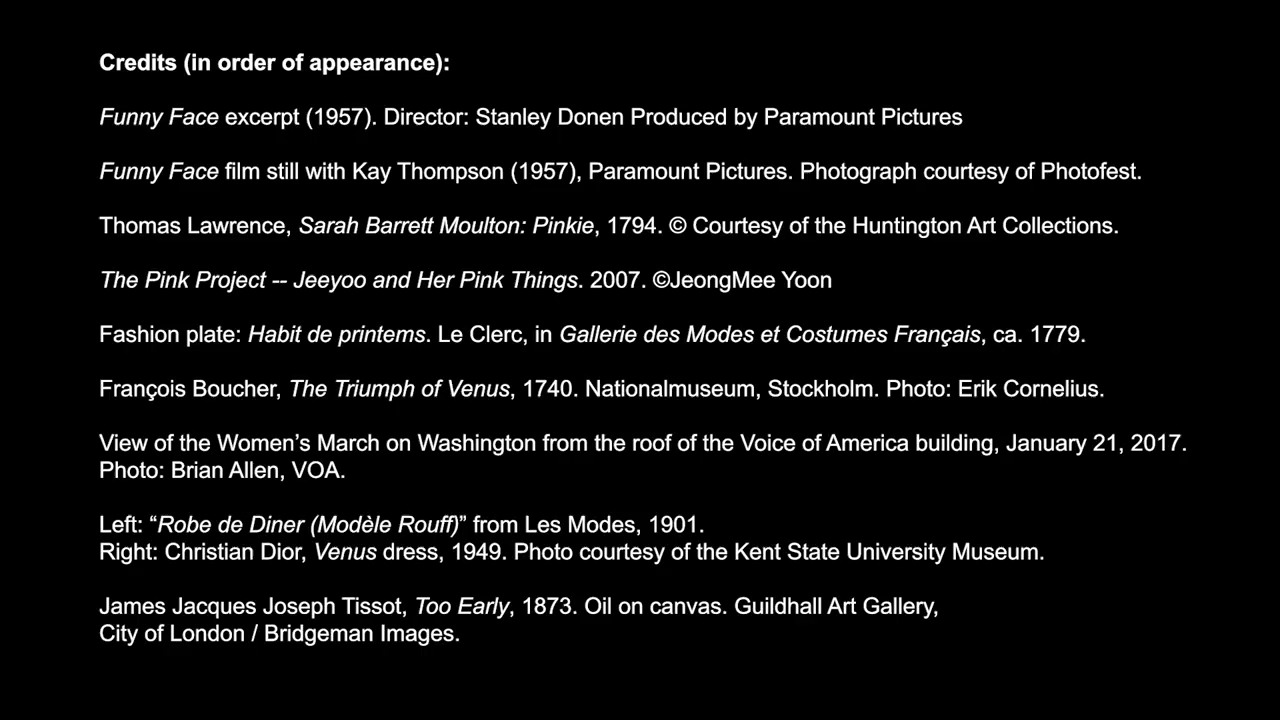 Credits (in order of appearance):
Funny Face excerpt (1957). Director: Stanley Donen Produced by Paramount Pictures
Funny Face film still with Kay Thompson (1957), Paramount Pictures. Photograph courtesy of Photofest.
Thomas Lawrence, Sarah Barrett Moulton: Pinkie, 1794. © Courtesy of the Huntington Art Collections.
The Pink Project -- Jeeyoo and Her Pink Things. 2007. ©JeongMee Yoon
Fashion plate: Habit de printems. Le Clerc, in Gallerie des Modes et Costumes Français, ca. 1779.
François Boucher, The Triumph of Venus, 1740. Nationalmuseum, Stockholm. Photo: Erik Cornelius.
View of the Women’s March on Washington from the roof of the Voice of America building, January 21, 2017.
Photo: Brian Allen, VOA.
Left: “Robe de Diner (Modèle Rouff)” from Les Modes, 1901.
Right: Christian Dior, Venus dress, 1949. Photo courtesy of the Kent State University Museum.
James Jacques Joseph Tissot, Too Early, 1873. Oil on canvas. Guildhall Art Gallery,
City of London / Bridgeman Images.